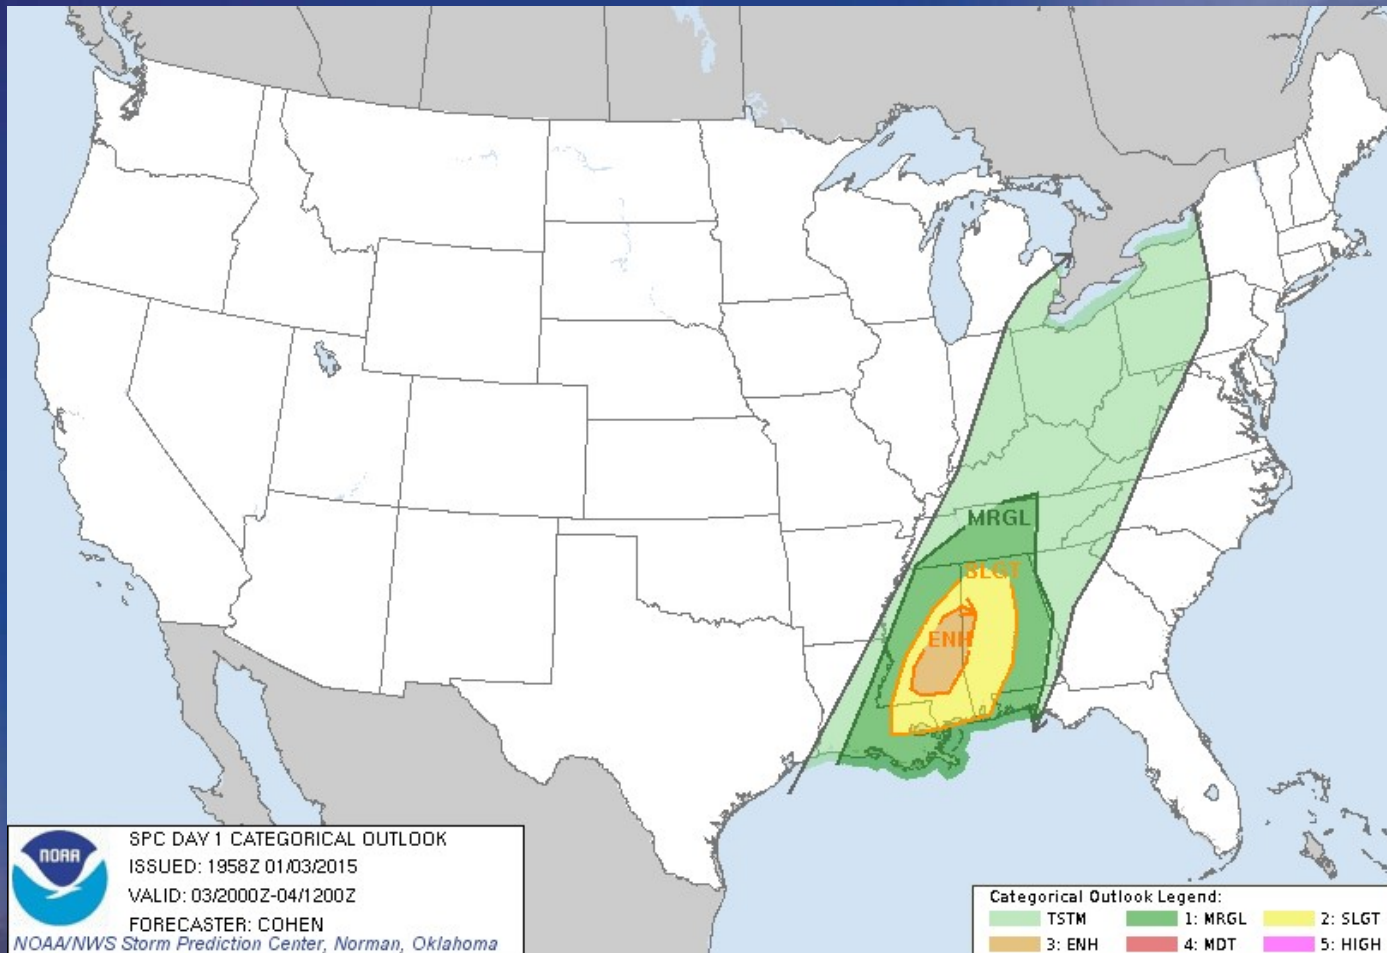 MRGL
SLGT
ENH
NOAA
SPC DAY 1 CATEGORICAL OUTLOOK
ISSUED: 1958Z 01/03/2015
VALID: 03/2000Z-04/1200Z
FORECASTER: COHEN
NOAA/NWS Storm Prediction Center, Norman, Oklahoma
Categorical Outlook Legend:
TSTM 1: MRGL 2: SLGT
3: ENH 4: MDT 5: HIGH